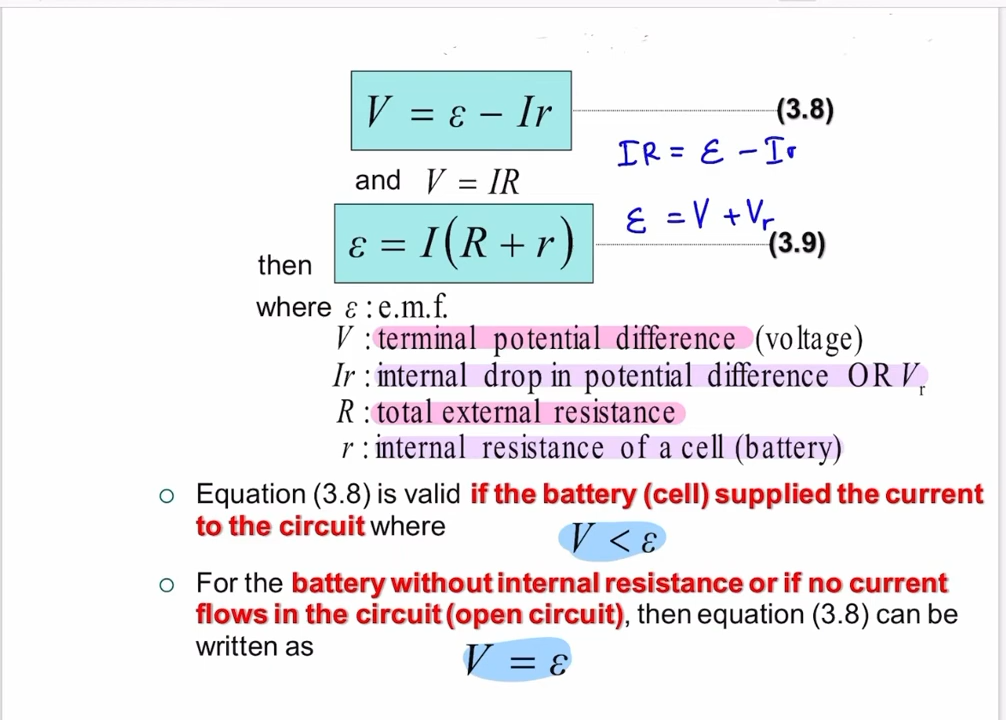 V = ε − Ir (3.8)
IR = ε − Ir
and V = IR
ε = V + Vr
then ε = I(R + r) (3.9)
where ε : e.m.f.
V : terminal potential difference (voltage)
Ir : internal drop in potential difference OR Vr
R : total external resistance
r : internal resistance of a cell (battery)
○ Equation (3.8) is valid if the battery (cell) supplied the current
to the circuit where V < ε
○ For the battery without internal resistance or if no current
flows in the circuit (open circuit), then equation (3.8) can be
written as V = ε